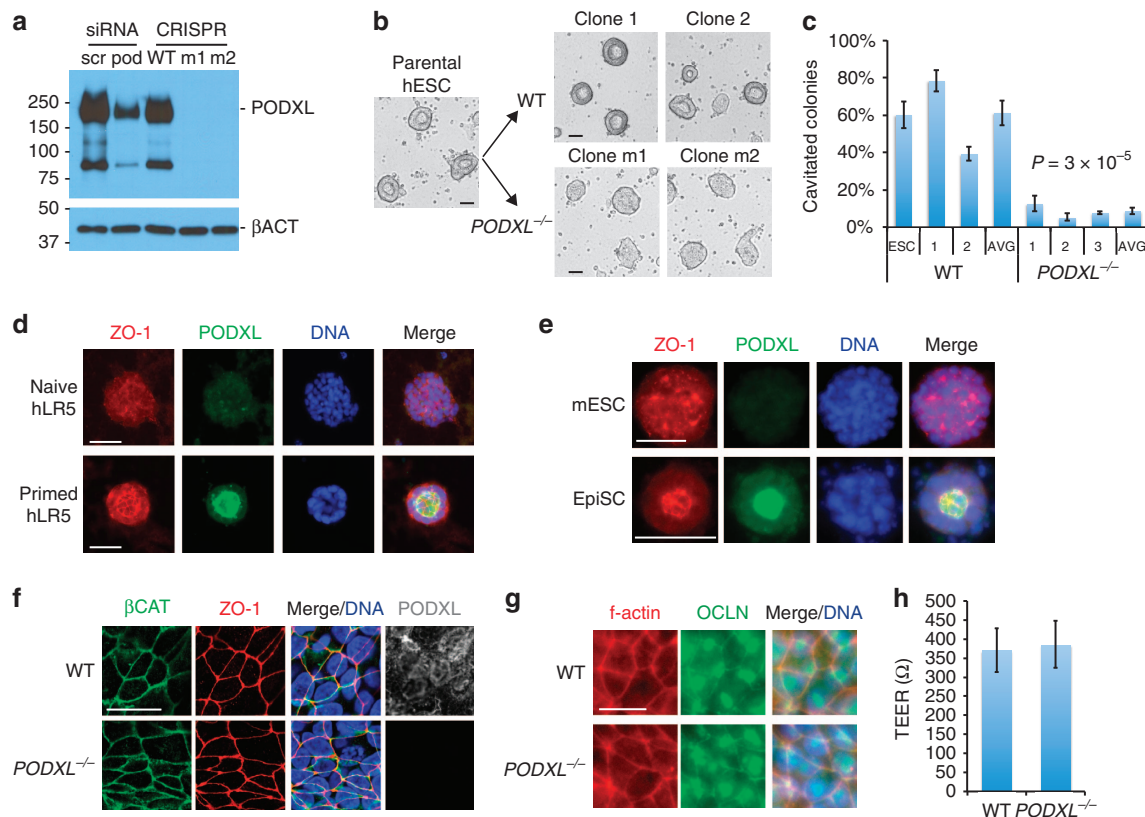 a
siRNA CRISPR
scr pod WT m1 m2
250
150
100
75
50
37
- PODXL
- βACT
b
Parental
hESC
WT
PODXL−/−
Clone 1 Clone 2
Clone m1 Clone m2
c
Cavitated colonies
100%
80%
60%
40%
20%
0%
P = 3 × 10−5
ESC 1 2 AVG 1 2 3 AVG
WT PODXL−/−
d
ZO-1 PODXL DNA Merge
Naive
hLR5
Primed
hLR5
e
ZO-1 PODXL DNA Merge
mESC
EpiSC
f
βCAT ZO-1 Merge/DNA PODXL
WT
PODXL−/−
g
f-actin OCLN Merge/DNA
WT
PODXL−/−
h
TEER (Ω)
500
450
400
350
300
250
200
150
100
50
0
WT PODXL−/−